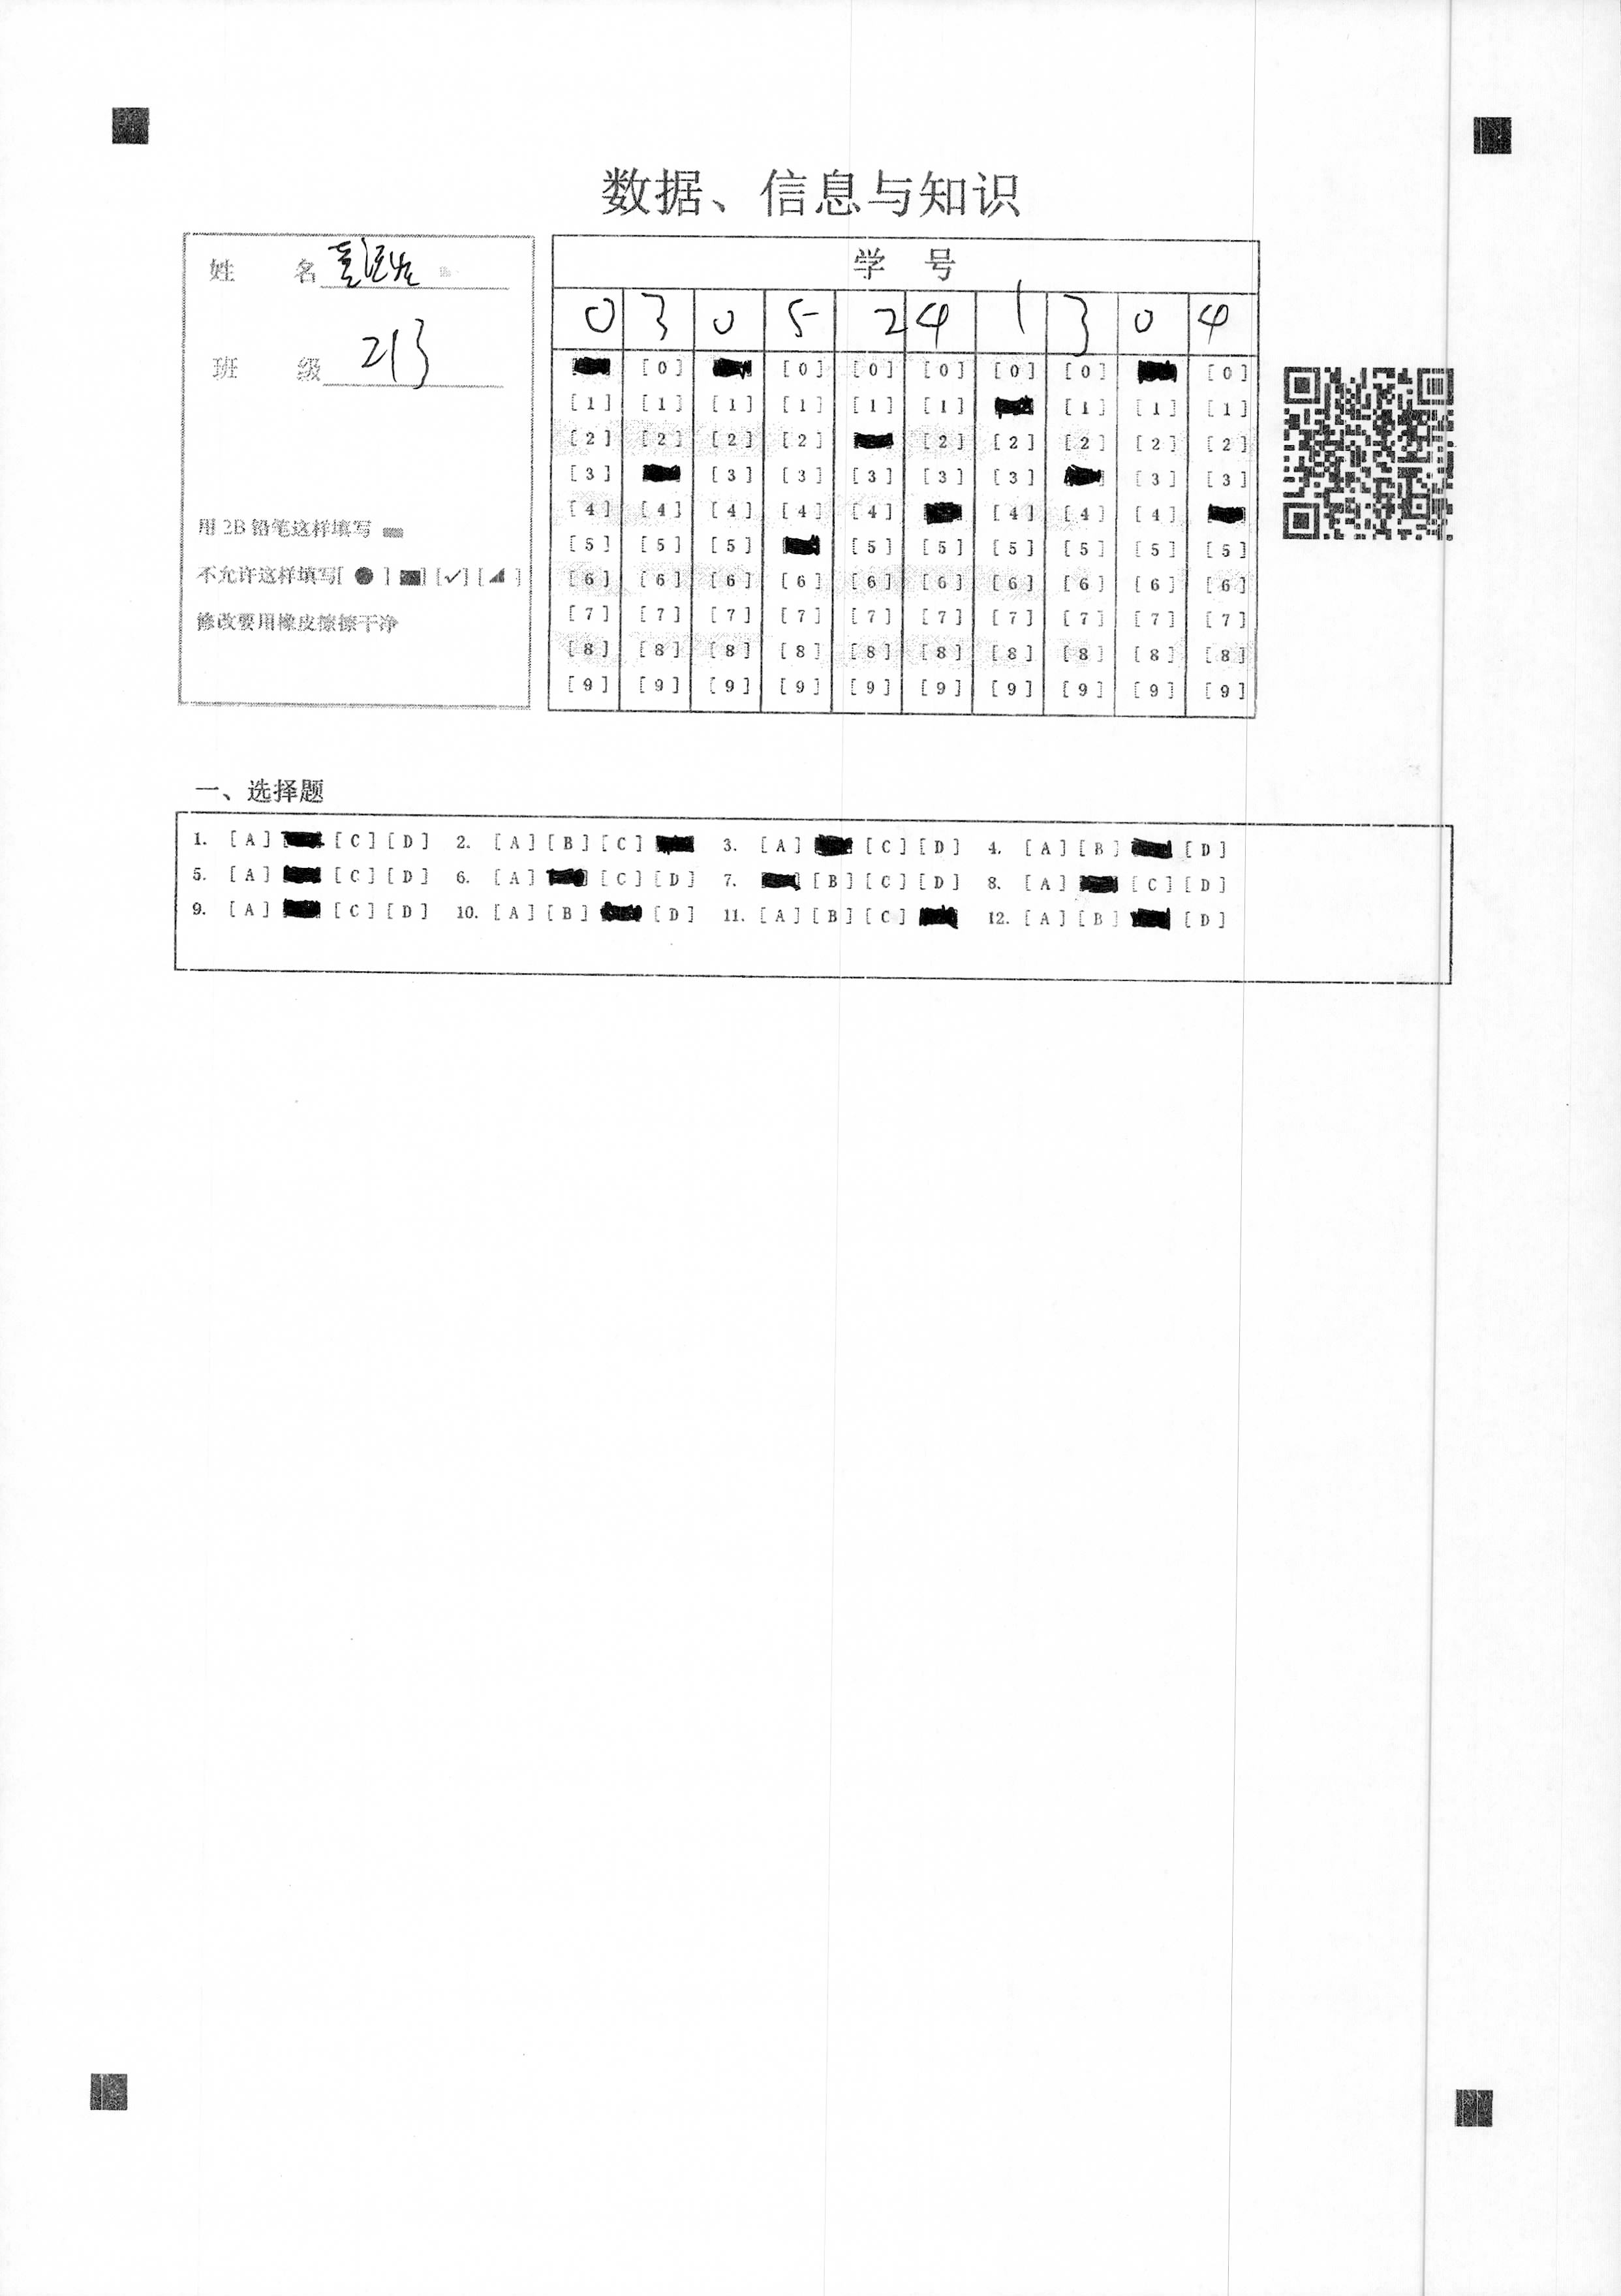 数据、信息与知识
姓 名
班 级 213
用 2B 铅笔这样填写
不允许这样填写[ ● ] [■] [✓] [◢ ]
修改要用橡皮擦擦干净
学 号
0 3 0 5 2 4 1 3 0 4
[0] [0] [0] [0] [0] [0] [0]
[1] [1] [1] [1] [1] [1] [1] [1] [1]
[2] [2] [2] [2] [2] [2] [2] [2] [2]
[3] [3] [3] [3] [3] [3] [3] [3]
[4] [4] [4] [4] [4] [4] [4] [4]
[5] [5] [5] [5] [5] [5] [5] [5] [5]
[6] [6] [6] [6] [6] [6] [6] [6] [6] [6]
[7] [7] [7] [7] [7] [7] [7] [7] [7] [7]
[8] [8] [8] [8] [8] [8] [8] [8] [8] [8]
[9] [9] [9] [9] [9] [9] [9] [9] [9] [9]
一、选择题
1. [A] [C] [D] 2. [A] [B] [C] 3. [A] [C] [D] 4. [A] [B] [D]
5. [A] [C] [D] 6. [A] [C] [D] 7. [B] [C] [D] 8. [A] [C] [D]
9. [A] [C] [D] 10. [A] [B] [D] 11. [A] [B] [C] 12. [A] [B] [D]